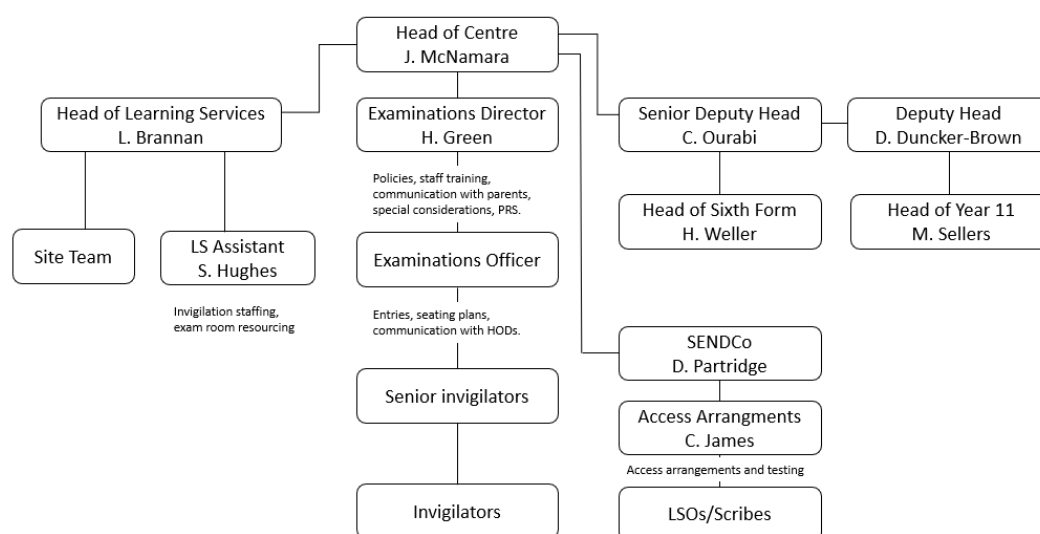 Head of Centre
J. McNamara
Head of Learning Services
L. Brannan
Examinations Director
H. Green
Senior Deputy Head
C. Ourabi
Deputy Head
D. Duncker-Brown
Policies, staff training,
communication with parents,
special considerations, PRS.
Head of Sixth Form
H. Weller
Head of Year 11
M. Sellers
Site Team
LS Assistant
S. Hughes
Examinations Officer
Invigilation staffing,
exam room resourcing
Entries, seating plans,
communication with HODs.
SENDCo
D. Partridge
Senior invigilators
Access Arrangments
C. James
Access arrangements and testing
Invigilators
LSOs/Scribes